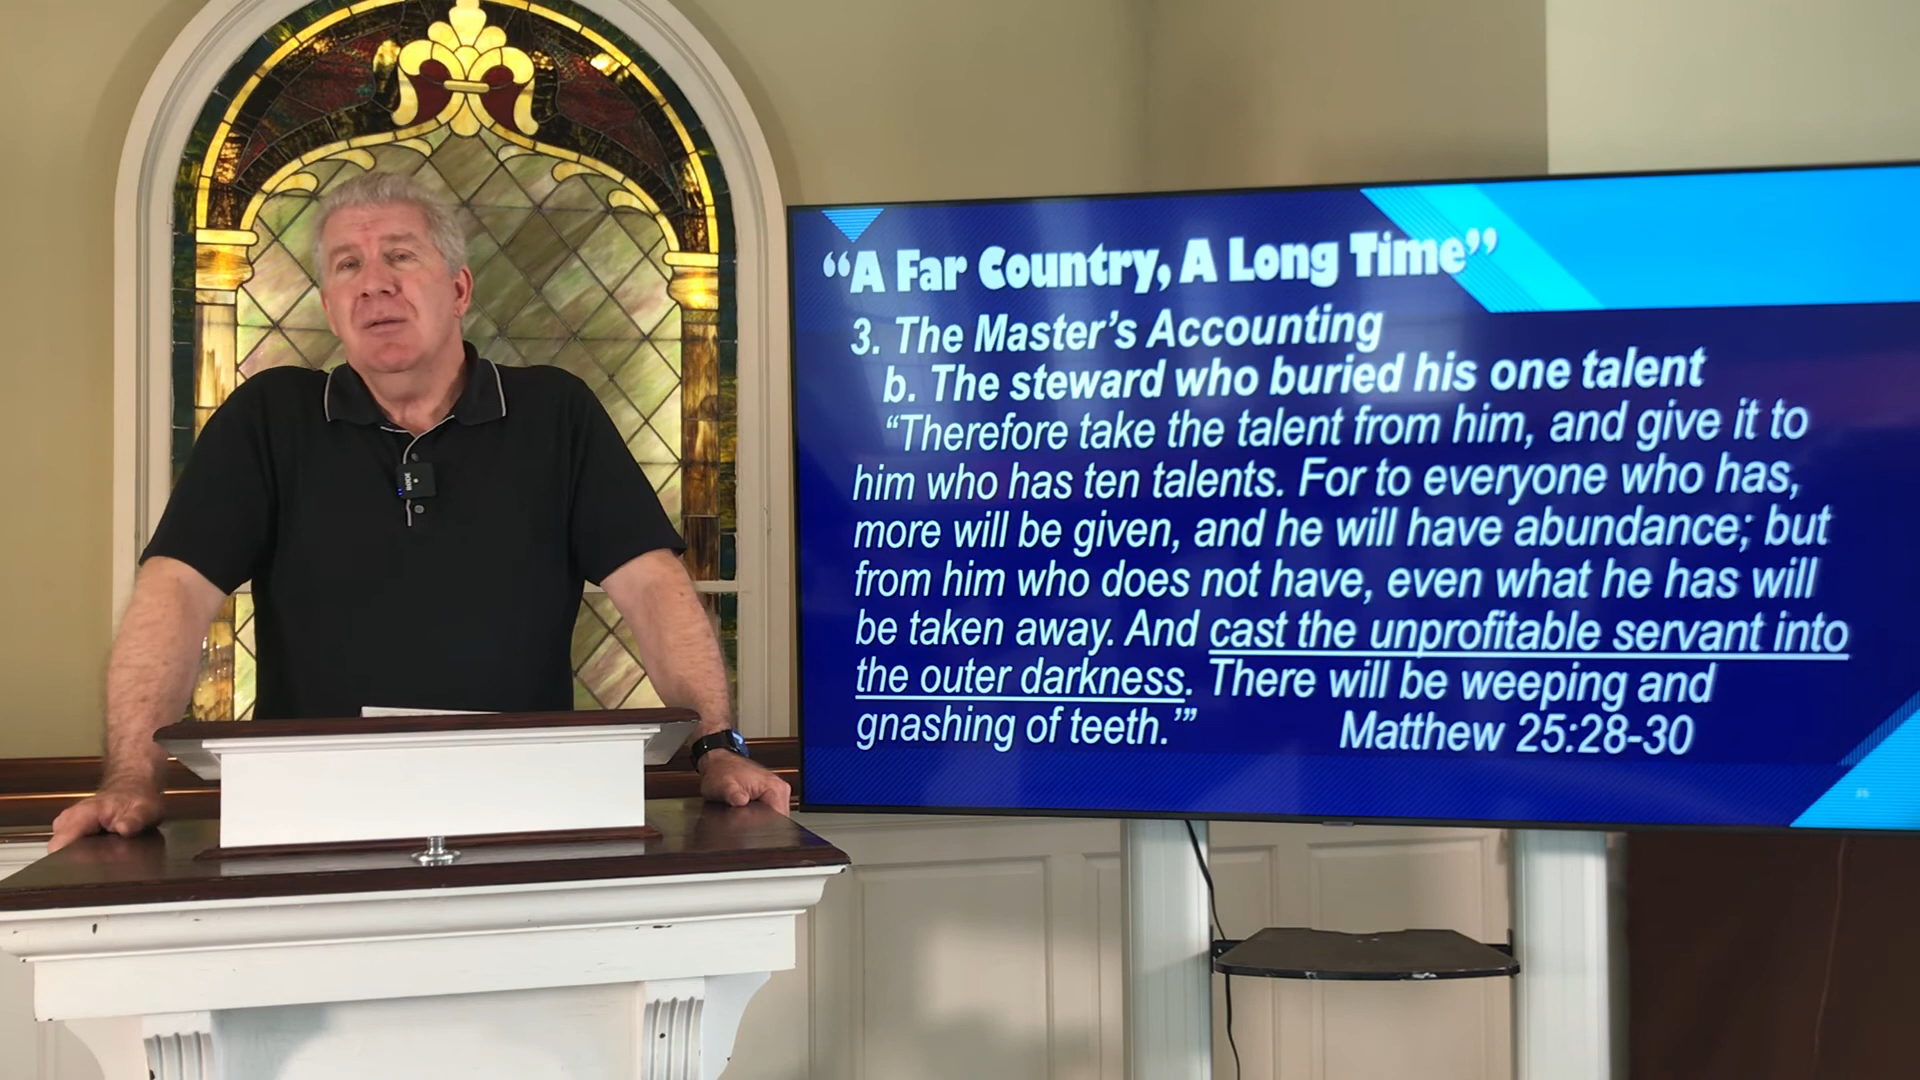 “A Far Country, A Long Time”
3. The Master’s Accounting
b. The steward who buried his one talent
“Therefore take the talent from him, and give it to
him who has ten talents. For to everyone who has,
more will be given, and he will have abundance; but
from him who does not have, even what he has will
be taken away. And cast the unprofitable servant into
the outer darkness. There will be weeping and
gnashing of teeth.’” Matthew 25:28-30
RODE